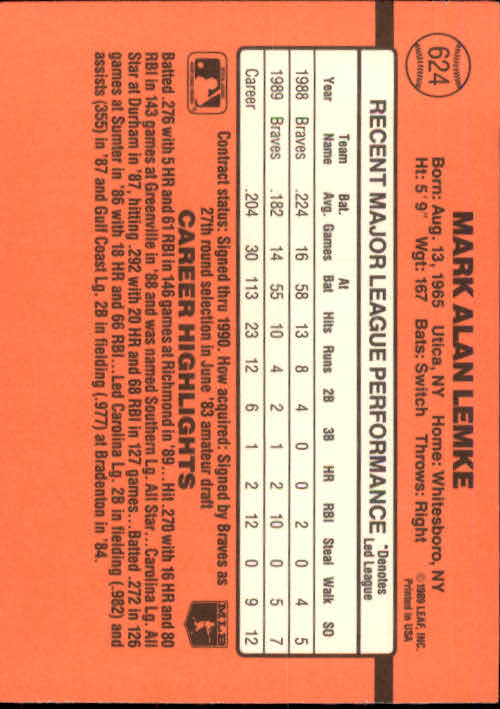 624
MARK ALAN LEMKE
Born: Aug. 13, 1965 Utica, NY Home: Whitesboro, NY
Ht: 5' 9" Wgt: 167 Bats: Switch Throws: Right
© 1989 LEAF, INC.
Printed in USA
RECENT MAJOR LEAGUE PERFORMANCE *Denotes Led League
Year Team Name Bat. Avg. Games At Bat Hits Runs 2B 3B HR RBI Steal Walk SO
1988 Braves .224 16 58 13 8 4 0 0 2 0 4 5
1989 Braves .182 14 55 10 4 2 1 2 10 0 5 7
Career .204 30 113 23 12 6 1 2 12 0 9 12
Contract status: Signed thru 1990. How acquired: Signed by Braves as
27th round selection in June '83 amateur draft
MLB
CAREER HIGHLIGHTS
Batted .276 with 5 HR and 61 RBI in 146 games at Richmond in '89...Hit .270 with 16 HR and 80
RBI in 143 games at Greenville in '88 and was named Southern Lg. All Star...Carolina Lg. All
Star at Durham in '87, hitting .292 with 20 HR and 68 RBI in 127 games...Batted .272 in 126
games at Sumter in '86 with 18 HR and 66 RBI...Led Carolina Lg. 2B in fielding (.982) and
assists (355) in '87 and Gulf Coast Lg. 2B in fielding (.977) at Bradenton in '84.